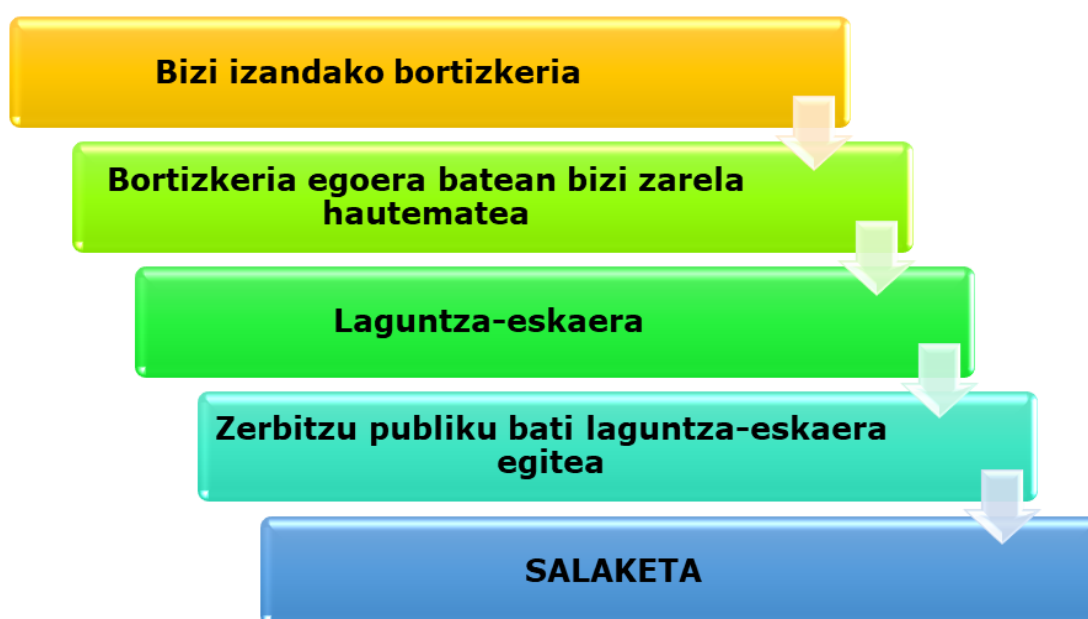 Bizi izandako bortizkeria
Bortizkeria egoera batean bizi zarela
hautematea
Laguntza-eskaera
Zerbitzu publiku bati laguntza-eskaera
egitea
SALAKETA